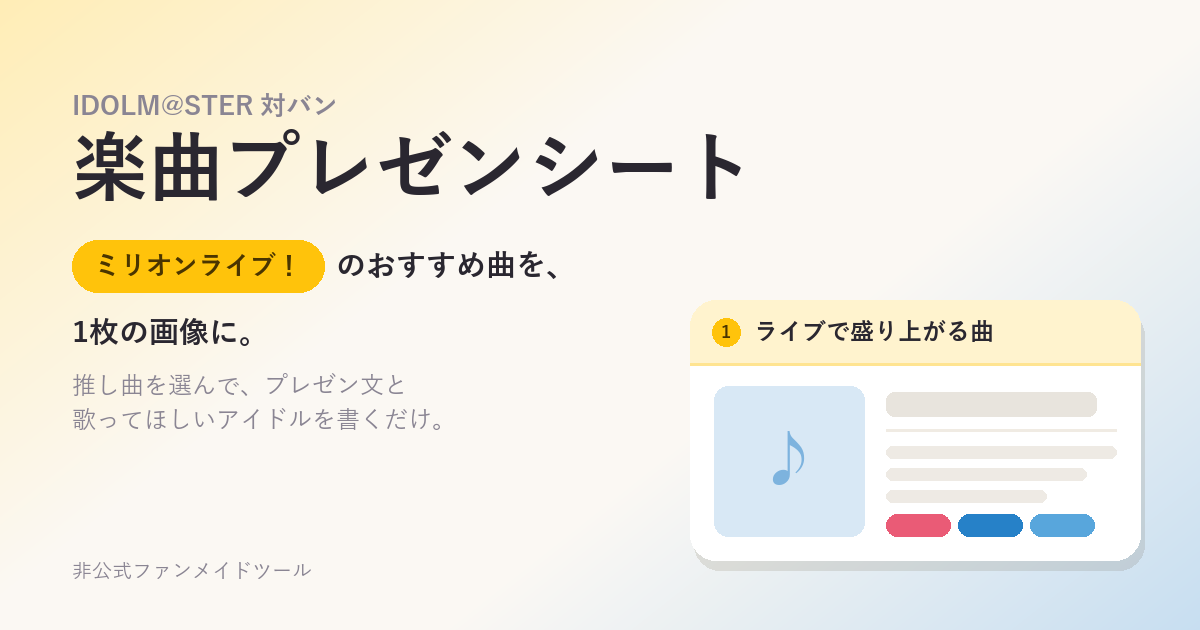 IDOLM@STER 対バン
楽曲プレゼンシート
ミリオンライブ！ のおすすめ曲を、
1枚の画像に。
推し曲を選んで、プレゼン文と
歌ってほしいアイドルを書くだけ。
1 ライブで盛り上がる曲
非公式ファンメイドツール